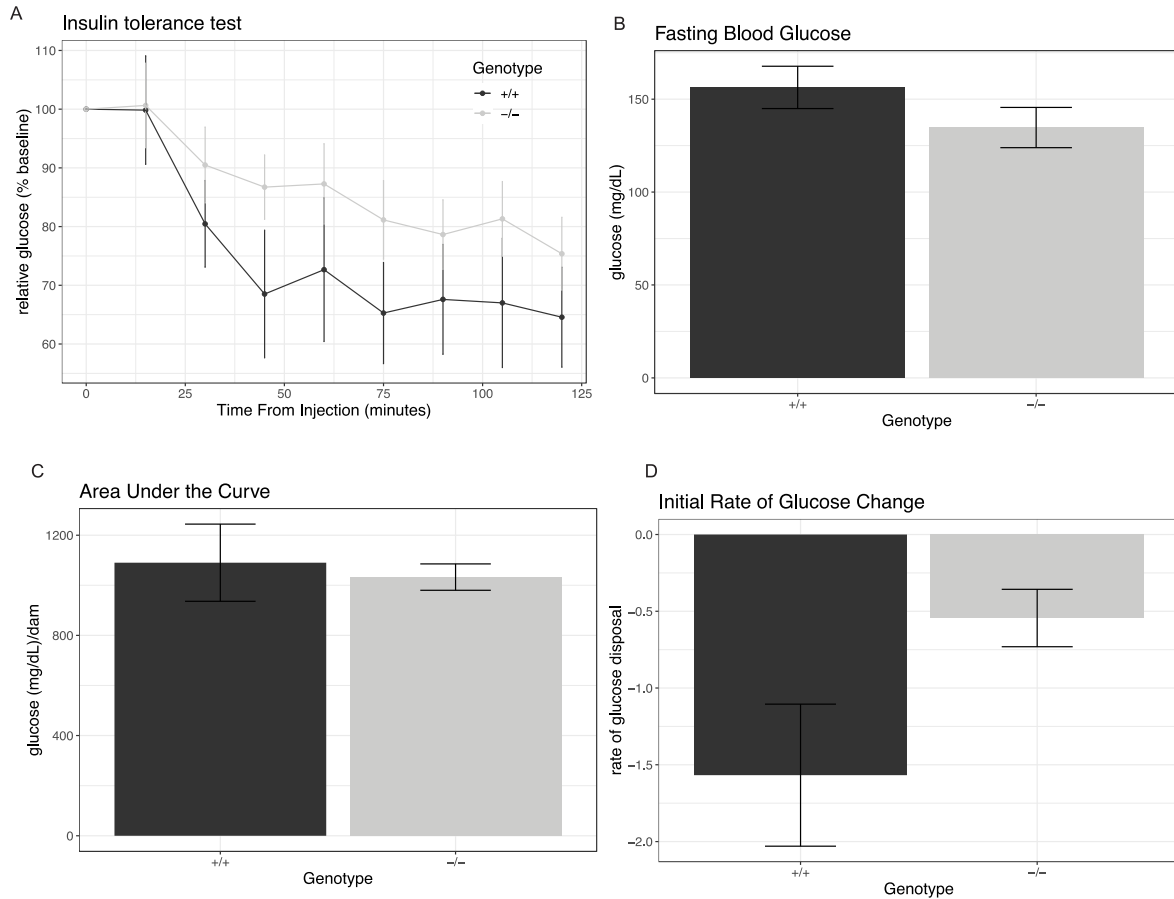 A
Insulin tolerance test
relative glucose (% baseline)
110
100
90
80
70
60
Genotype
+/+
−/−
0
25
50
75
100
125
Time From Injection (minutes)
B
Fasting Blood Glucose
glucose (mg/dL)
150
100
50
0
+/+
−/−
Genotype
C
Area Under the Curve
glucose (mg/dL)/dam
1200
800
400
0
+/+
−/−
Genotype
D
Initial Rate of Glucose Change
rate of glucose disposal
0.0
−0.5
−1.0
−1.5
−2.0
+/+
−/−
Genotype